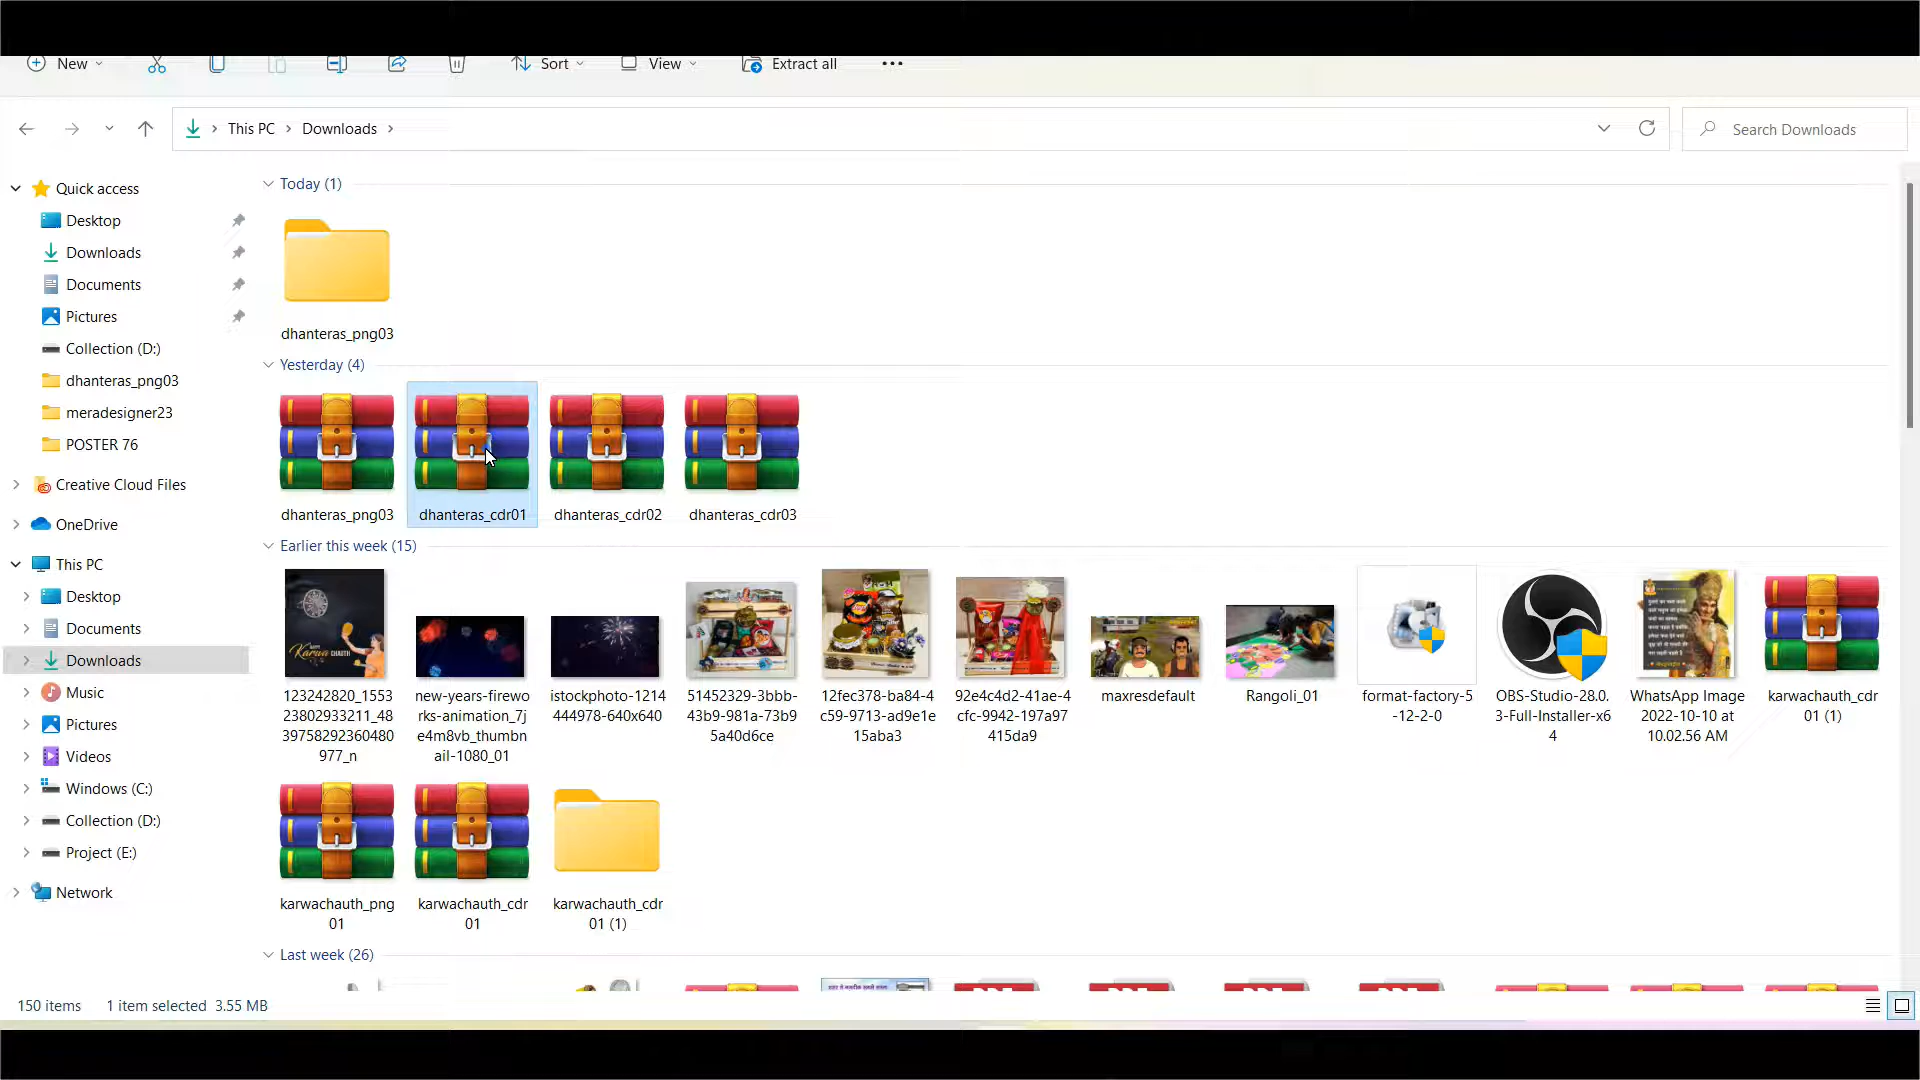 New
Sort
View
Extract all
This PC
Downloads
Search Downloads
Quick access
Desktop
Downloads
Documents
Pictures
Collection (D:)
dhanteras_png03
meradesigner23
POSTER 76
Creative Cloud Files
OneDrive
This PC
Desktop
Documents
Downloads
Music
Pictures
Videos
Windows (C:)
Collection (D:)
Project (E:)
Network
Today (1)
dhanteras_png03
Yesterday (4)
dhanteras_png03
dhanteras_cdr01
dhanteras_cdr02
dhanteras_cdr03
Earlier this week (15)
Karwa CHAUTH
123242820_1553
23802933211_48
39758292360480
977_n
new-years-firewo
rks-animation_7j
e4m8vb_thumbn
ail-1080_01
istockphoto-1214
444978-640x640
51452329-3bbb-
43b9-981a-73b9
5a40d6ce
12fec378-ba84-4
c59-9713-ad9e1e
15aba3
92e4c4d2-41ae-4
cfc-9942-197a97
415da9
maxresdefault
Rangoli_01
format-factory-5
-12-2-0
OBS-Studio-28.0.
3-Full-Installer-x6
4
WhatsApp Image
2022-10-10 at
10.02.56 AM
karwachauth_cdr
01 (1)
karwachauth_png
01
karwachauth_cdr
01
karwachauth_cdr
01 (1)
Last week (26)
150 items
1 item selected 3.55 MB